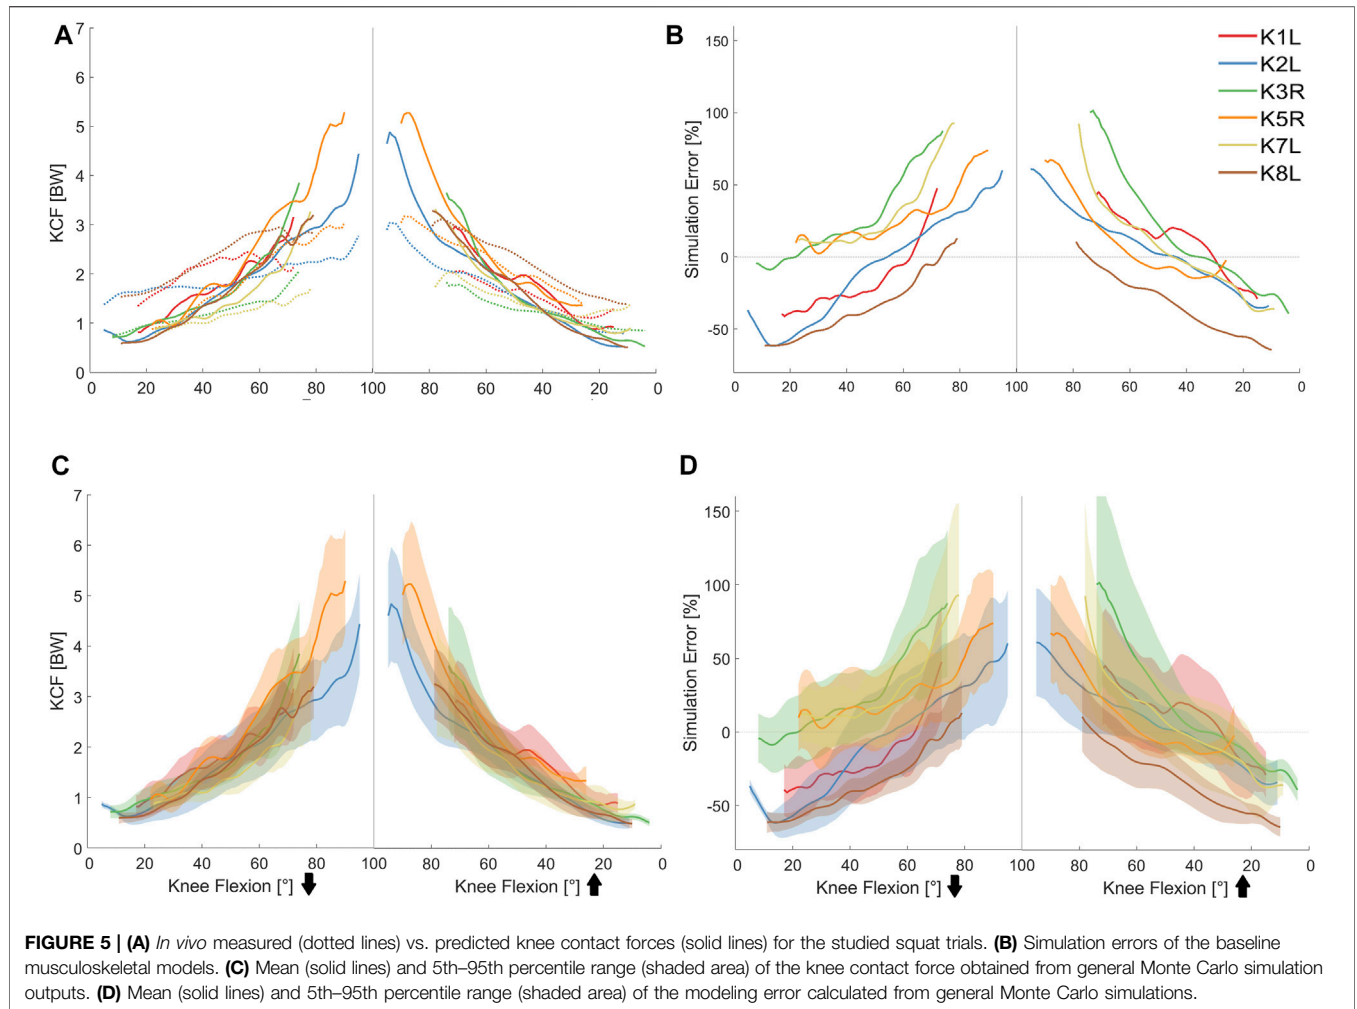 A
7
6
5
4
3
2
1
0
KCF [BW]
0 20 40 60 80 100 80 60 40 20 0
B
150
100
50
0
-50
Simulation Error [%]
0 20 40 60 80 100 80 60 40 20 0
K1L
K2L
K3R
K5R
K7L
K8L
C
7
6
5
4
3
2
1
0
KCF [BW]
0 20 40 60 80 100 80 60 40 20 0
Knee Flexion [°] Knee Flexion [°]
D
150
100
50
0
-50
Simulation Error [%]
0 20 40 60 80 100 80 60 40 20 0
Knee Flexion [°] Knee Flexion [°]
FIGURE 5 | (A) In vivo measured (dotted lines) vs. predicted knee contact forces (solid lines) for the studied squat trials. (B) Simulation errors of the baseline
musculoskeletal models. (C) Mean (solid lines) and 5th–95th percentile range (shaded area) of the knee contact force obtained from general Monte Carlo simulation
outputs. (D) Mean (solid lines) and 5th–95th percentile range (shaded area) of the modeling error calculated from general Monte Carlo simulations.